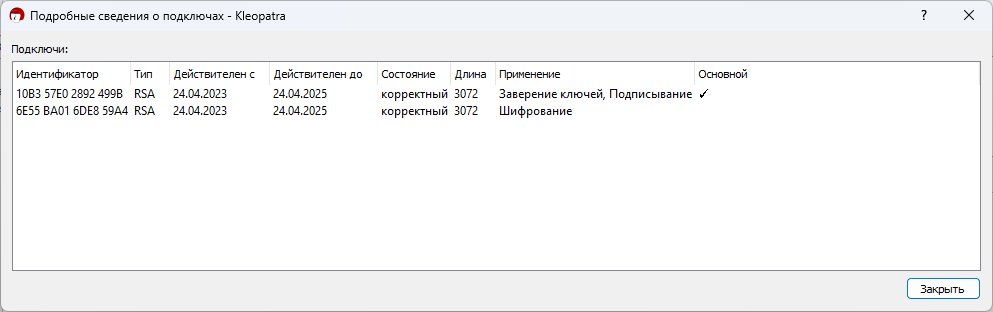 Подробные сведения о подключах - Kleopatra
Подключи:
Идентификатор Тип Действителен с Действителен до Состояние Длина Применение Основной
10B3 57E0 2892 499B RSA 24.04.2023 24.04.2025 корректный 3072 Заверение ключей, Подписывание ✓
6E55 BA01 6DE8 59A4 RSA 24.04.2023 24.04.2025 корректный 3072 Шифрование
Закрыть